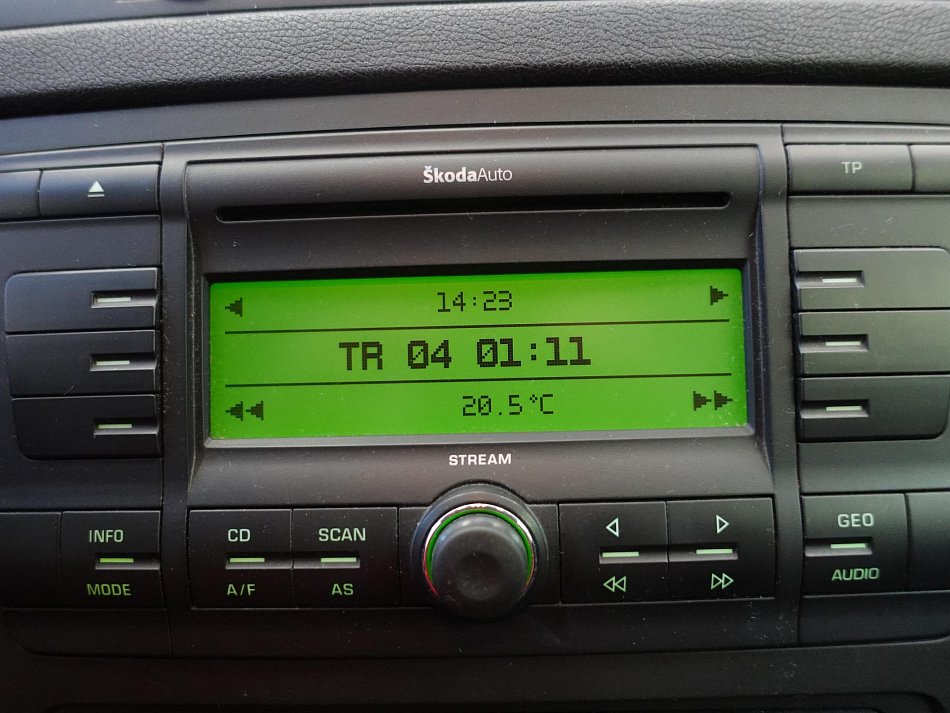 ŠkodaAuto
TP
14:23
TR 04 01:11
20.5°C
STREAM
INFO
MODE
CD
A/F
SCAN
AS
GEO
AUDIO